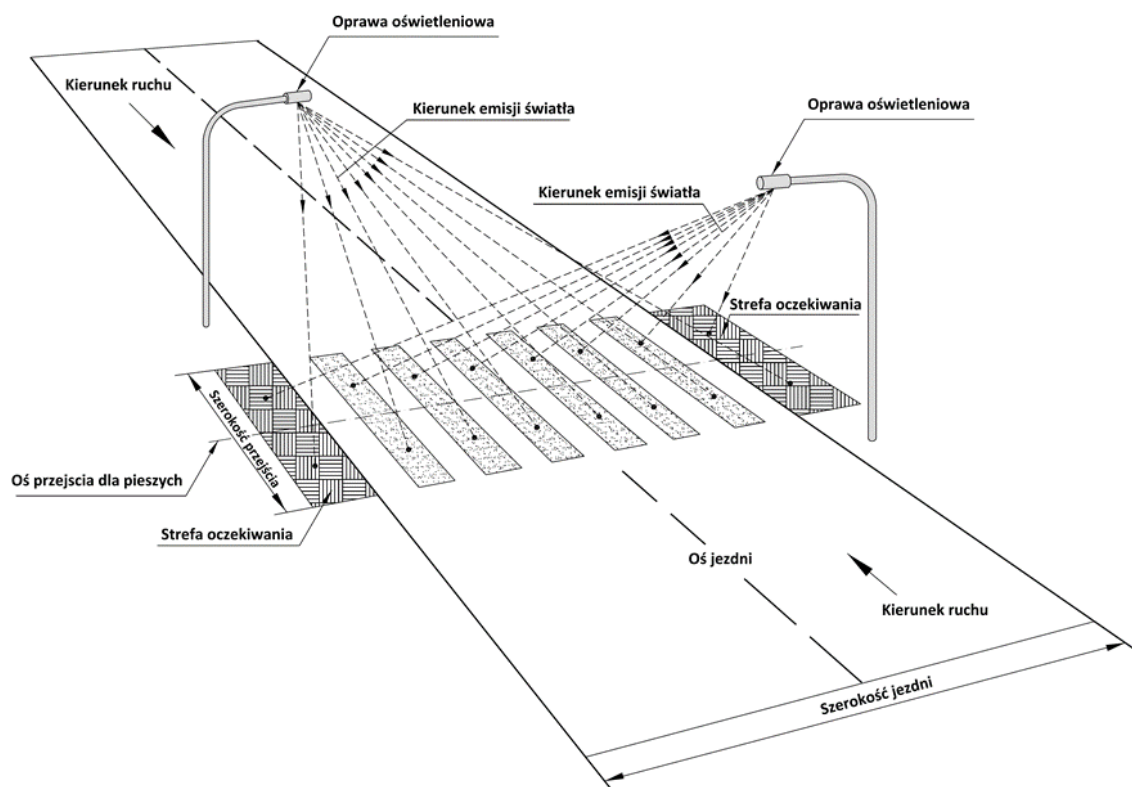 Oprawa oświetleniowa
Kierunek ruchu
Kierunek emisji światła
Oprawa oświetleniowa
Kierunek emisji światła
Strefa oczekiwania
Szerokość przejścia
Oś przejscia dla pieszych
Strefa oczekiwania
Oś jezdni
Kierunek ruchu
Szerokość jezdni